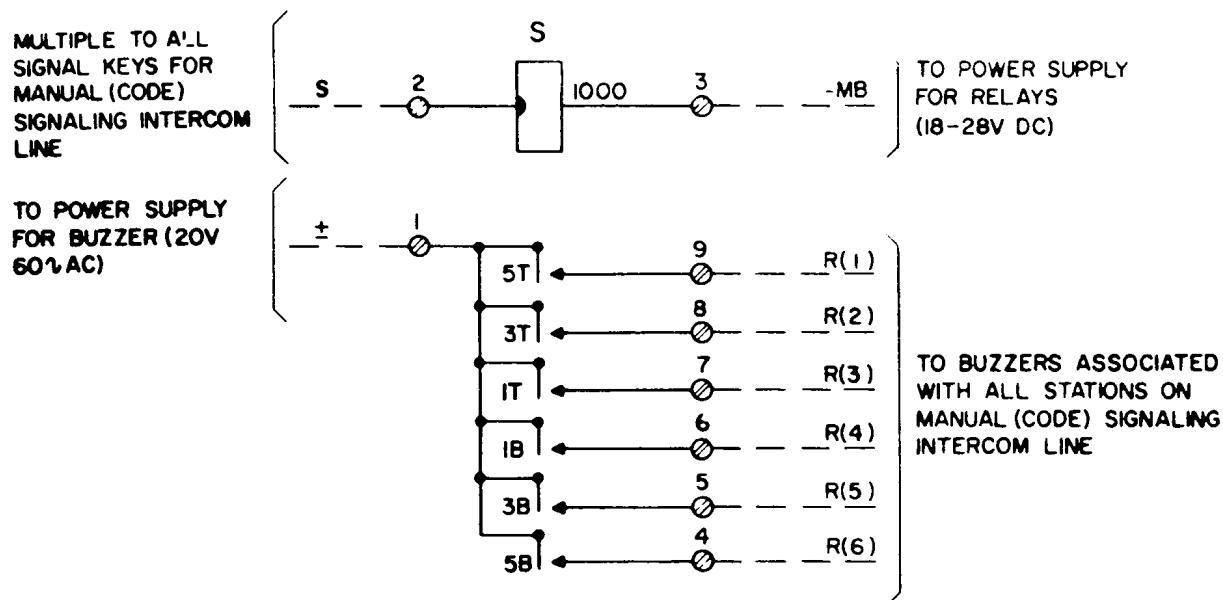 MULTIPLE TO ALL
SIGNAL KEYS FOR
MANUAL (CODE)
SIGNALING INTERCOM
LINE
S
2
S
1000
3
-MB
TO POWER SUPPLY
FOR RELAYS
(18-28V DC)
TO POWER SUPPLY
FOR BUZZER (20V
60∿AC)
±
1
5T
9
R(1)
3T
8
R(2)
1T
7
R(3)
1B
6
R(4)
3B
5
R(5)
5B
4
R(6)
TO BUZZERS ASSOCIATED
WITH ALL STATIONS ON
MANUAL (CODE) SIGNALING
INTERCOM LINE